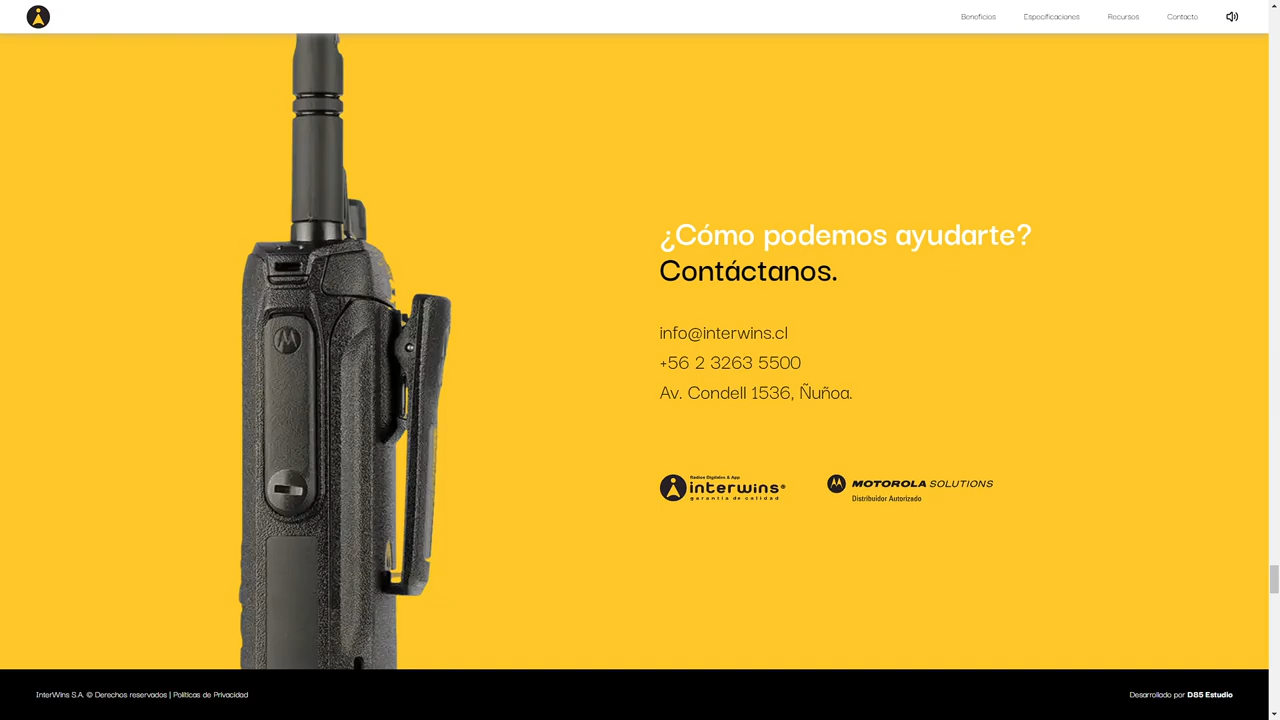 Beneficios
Especificaciones
Recursos
Contacto
¿Cómo podemos ayudarte?
Contáctanos.
info@interwins.cl
+56 2 3263 5500
Av. Condell 1536, Ñuñoa.
Radios Digitales & App
interwins®
garantía de calidad
MOTOROLA SOLUTIONS
Distribuidor Autorizado
InterWins S.A. © Derechos reservados | Políticas de Privacidad
Desarrollado por D85 Estudio